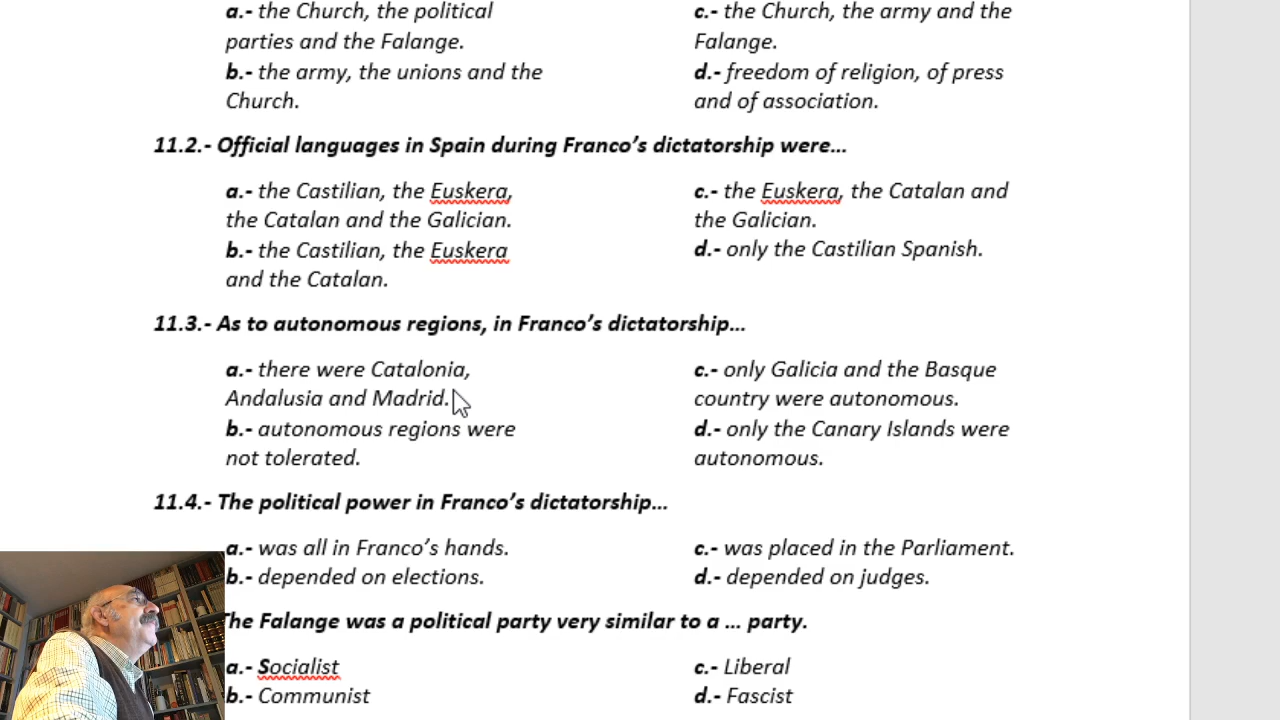 a.- the Church, the political
parties and the Falange.
b.- the army, the unions and the
Church.
c.- the Church, the army and the
Falange.
d.- freedom of religion, of press
and of association.
11.2.- Official languages in Spain during Franco’s dictatorship were…
a.- the Castilian, the Euskera,
the Catalan and the Galician.
b.- the Castilian, the Euskera
and the Catalan.
c.- the Euskera, the Catalan and
the Galician.
d.- only the Castilian Spanish.
11.3.- As to autonomous regions, in Franco’s dictatorship…
a.- there were Catalonia,
Andalusia and Madrid.
b.- autonomous regions were
not tolerated.
c.- only Galicia and the Basque
country were autonomous.
d.- only the Canary Islands were
autonomous.
11.4.- The political power in Franco’s dictatorship…
a.- was all in Franco’s hands.
b.- depended on elections.
c.- was placed in the Parliament.
d.- depended on judges.
The Falange was a political party very similar to a … party.
a.- Socialist
b.- Communist
c.- Liberal
d.- Fascist